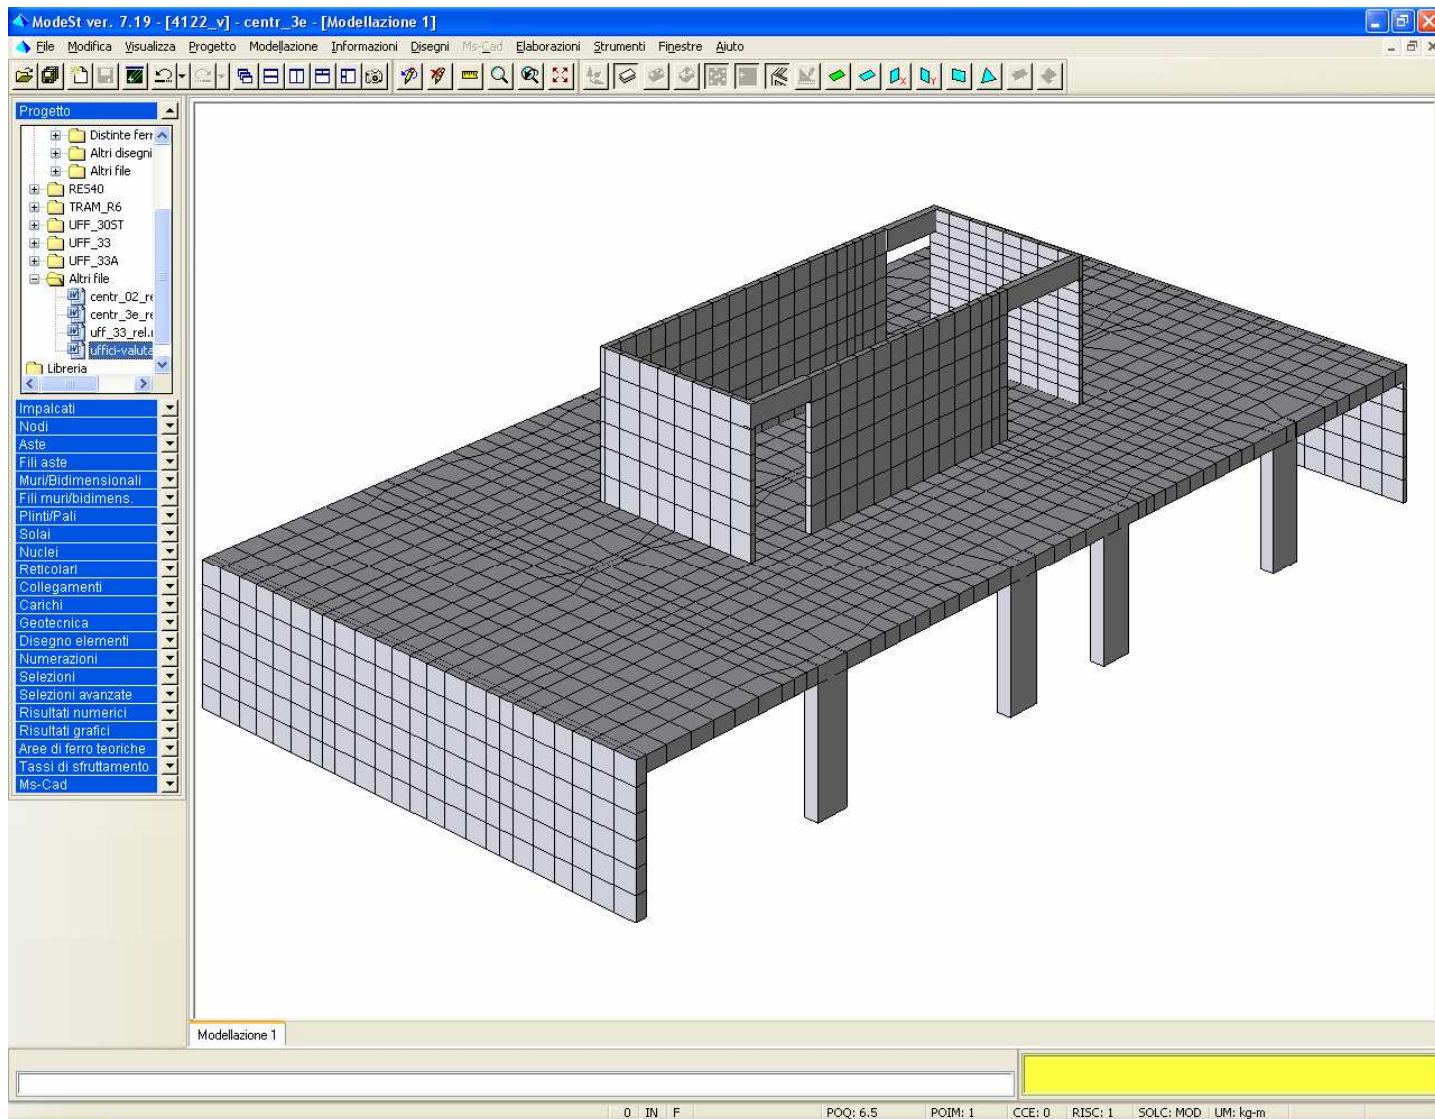 ModeSt ver. 7.19 - [4122_v] - centr_3e - [Modellazione 1]
File Modifica Visualizza Progetto Modellazione Informazioni Disegni Ms-Cad Elaborazioni Strumenti Finestre Aiuto
Progetto
Distinte ferr
Altri disegni
Altri file
RES40
TRAM_R6
UFF_30ST
UFF_33
UFF_33A
Altri file
centr_02_re
centr_3e_re
uff_33_rel.r
uffici-valuta
Libreria
Impalcati
Nodi
Aste
Fili aste
Muri/Bidimensionali
Fili muri/bidimens.
Plinti/Pali
Solai
Nuclei
Reticolari
Collegamenti
Carichi
Geotecnica
Disegno elementi
Numerazioni
Selezioni
Selezioni avanzate
Risultati numerici
Risultati grafici
Aree di ferro teoriche
Tassi di sfruttamento
Ms-Cad
Modellazione 1
0 IN F POQ: 6.5 POIM: 1 CCE: 0 RISC: 1 SOLC: MOD UM: kg-m